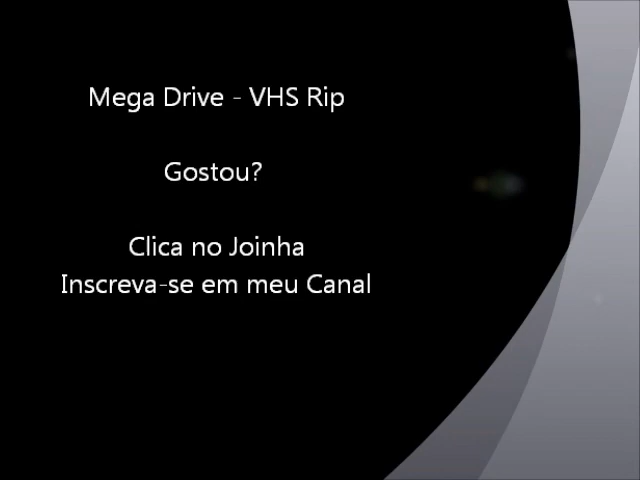 Mega Drive - VHS Rip
Gostou?
Clica no Joinha
Inscreva-se em meu Canal